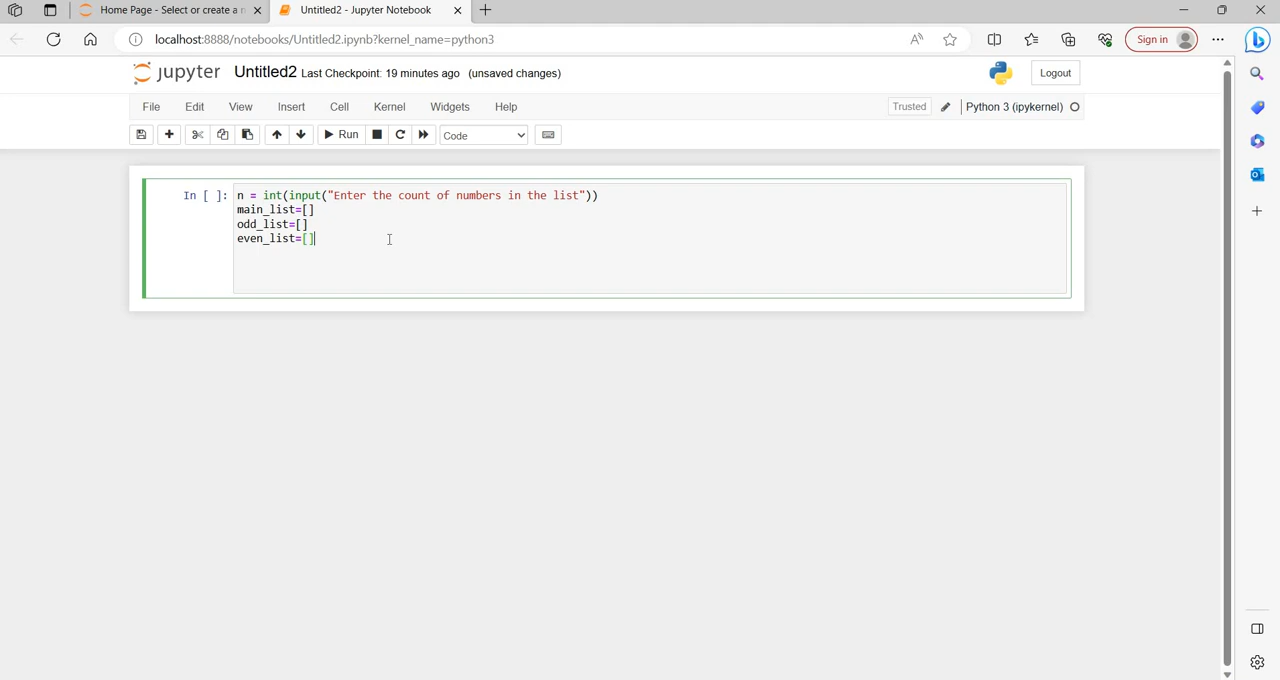 Home Page - Select or create a n
Untitled2 - Jupyter Notebook
localhost:8888/notebooks/Untitled2.ipynb?kernel_name=python3
Sign in
jupyter Untitled2 Last Checkpoint: 19 minutes ago (unsaved changes)
Logout
File Edit View Insert Cell Kernel Widgets Help
Trusted Python 3 (ipykernel)
Run Code
In [ ]: n = int(input("Enter the count of numbers in the list"))
main_list=[]
odd_list=[]
even_list=[]